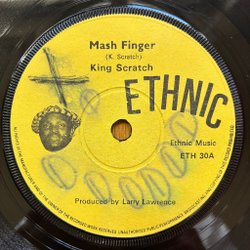 Mash Finger
(K. Scratch)
King Scratch
ETHNIC
Ethnic Music
ETH 30A
Produced by Larry Lawrence